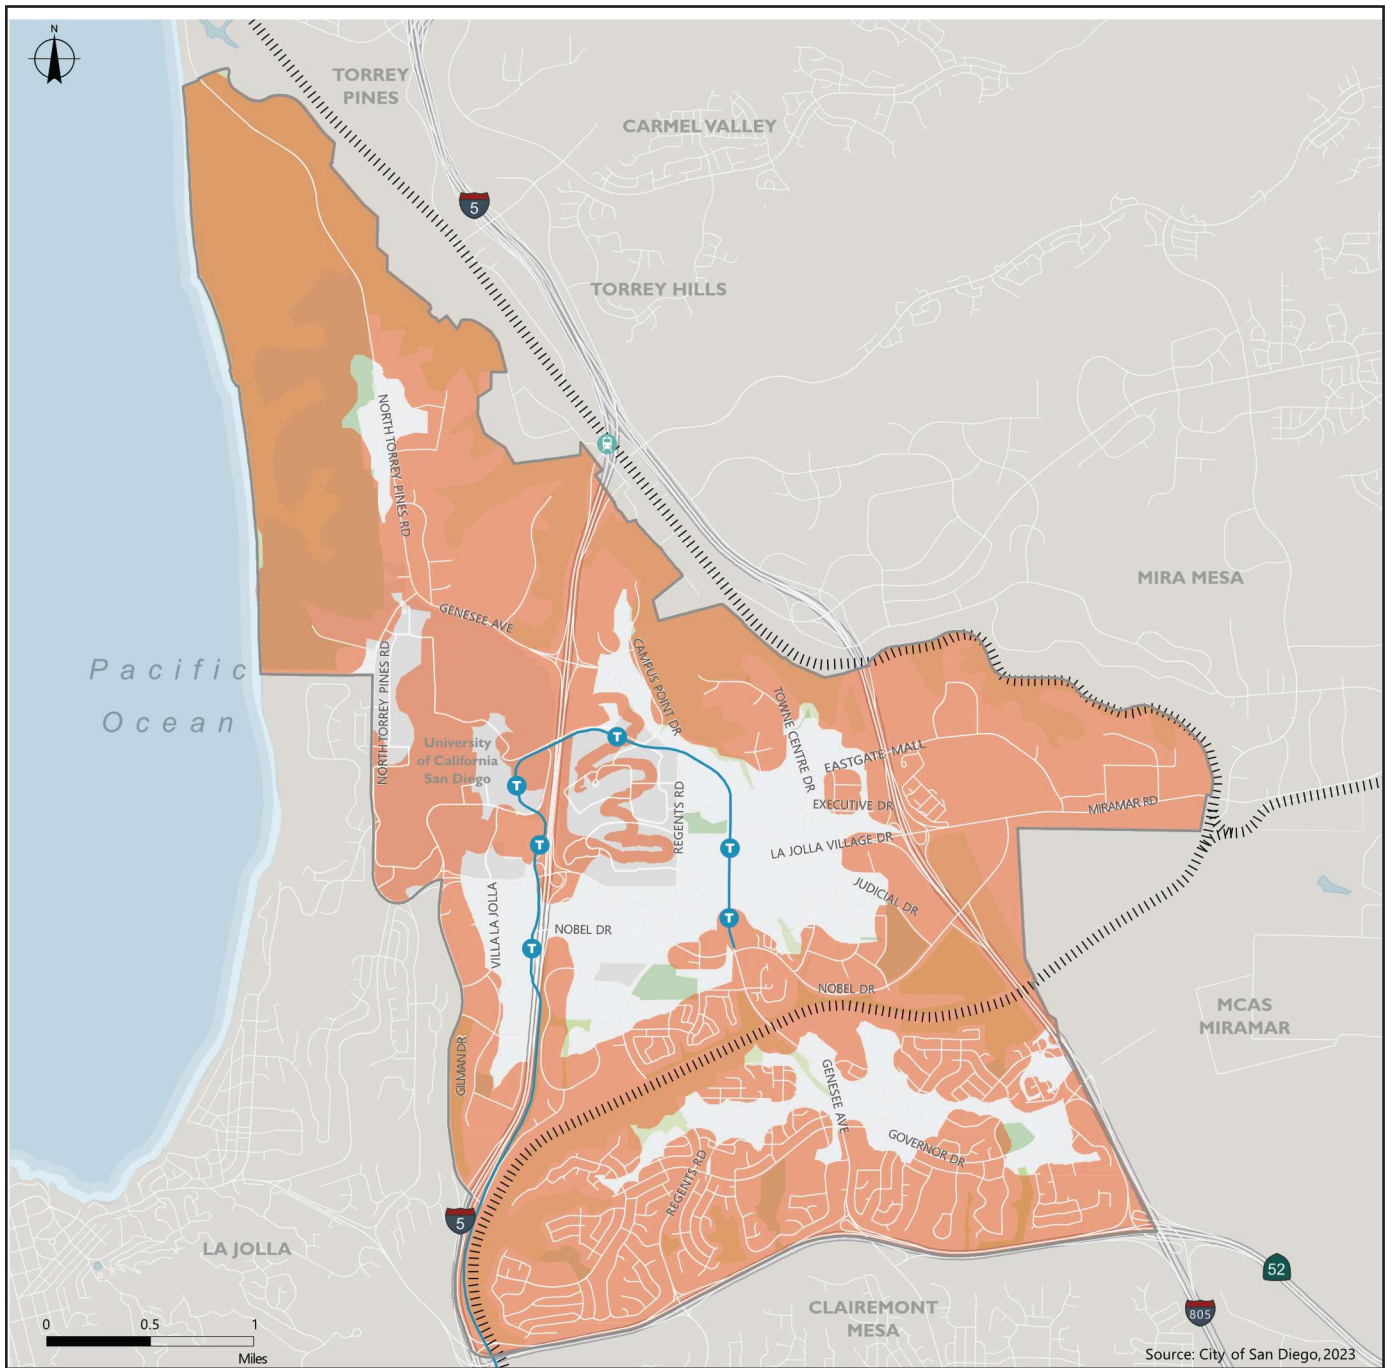 N
TORREY
PINES
CARMEL VALLEY
5
TORREY HILLS
NORTH TORREY PINES RD
MIRA MESA
GENESEE AVE
Pacific
Ocean
NORTH TORREY PINES RD
CAMPUS POINT DR
TOWNE CENTRE DR
University
of California
San Diego
T
T
EASTGATE MALL
REGENTS RD
EXECUTIVE DR
MIRAMAR RD
T
T
LA JOLLA VILLAGE DR
JUDICIAL DR
VILLA LA JOLLA
T
NOBEL DR
T
NOBEL DR
MCAS
MIRAMAR
GILMAN DR
GENESEE AVE
GOVERNOR DR
REGENTS RD
5
LA JOLLA
52
CLAIREMONT
MESA
805
0 0.5 1
Miles
Source: City of San Diego, 2023